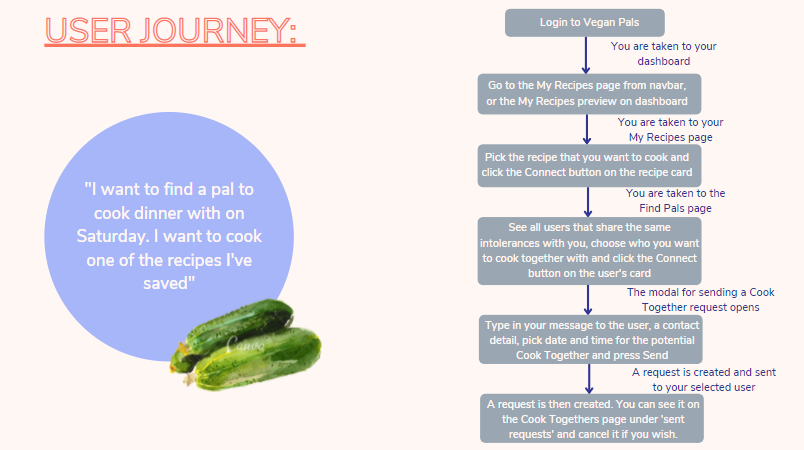 USER JOURNEY:
"I want to find a pal to
cook dinner with on
Saturday. I want to cook
one of the recipes I've
saved"
Canva
Login to Vegan Pals
You are taken to your
dashboard
Go to the My Recipes page from navbar,
or the My Recipes preview on dashboard
You are taken to your
My Recipes page
Pick the recipe that you want to cook and
click the Connect button on the recipe card
You are taken to the
Find Pals page
See all users that share the same
intolerances with you, choose who you want
to cook together with and click the Connect
button on the user's card
The modal for sending a Cook
Together request opens
Type in your message to the user, a contact
detail, pick date and time for the potential
Cook Together and press Send
A request is created and sent
to your selected user
A request is then created. You can see it on
the Cook Togethers page under 'sent
requests' and cancel it if you wish.